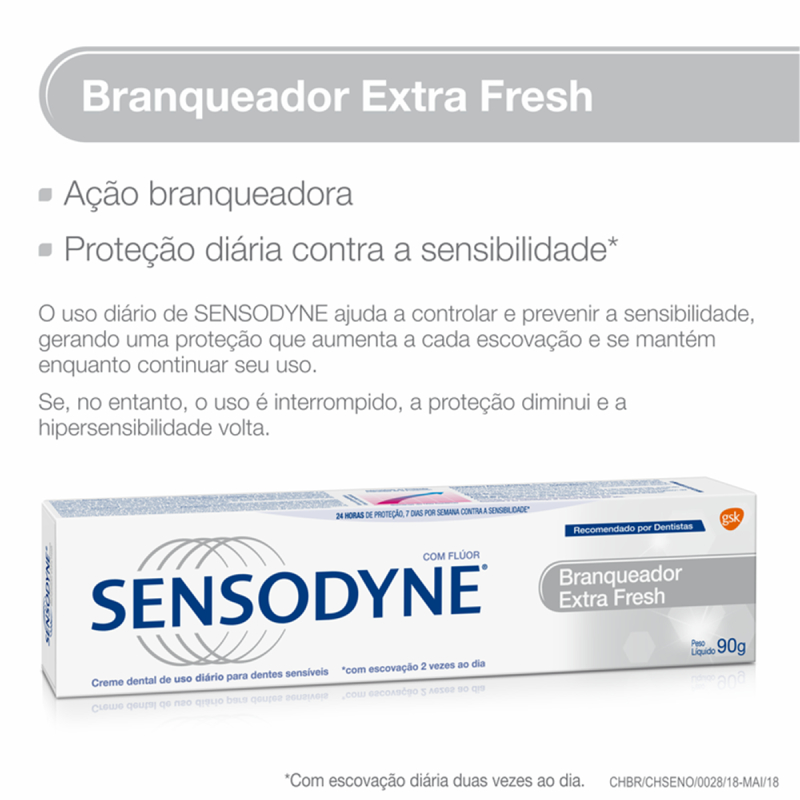 Branqueador Extra Fresh
Ação branqueadora
Proteção diária contra a sensibilidade*
O uso diário de SENSODYNE ajuda a controlar e prevenir a sensibilidade,
gerando uma proteção que aumenta a cada escovação e se mantém
enquanto continuar seu uso.
Se, no entanto, o uso é interrompido, a proteção diminui e a
hipersensibilidade volta.
24 HORAS DE PROTEÇÃO, 7 DIAS POR SEMANA CONTRA A SENSIBILIDADE*
gsk
Recomendado por Dentistas
COM FLÚOR
SENSODYNE®
Branqueador
Extra Fresh
Creme dental de uso diário para dentes sensíveis *com escovação 2 vezes ao dia
Peso
Líquido 90g
SENSODYNE
*Com escovação diária duas vezes ao dia. CHBR/CHSENO/0028/18-MAI/18